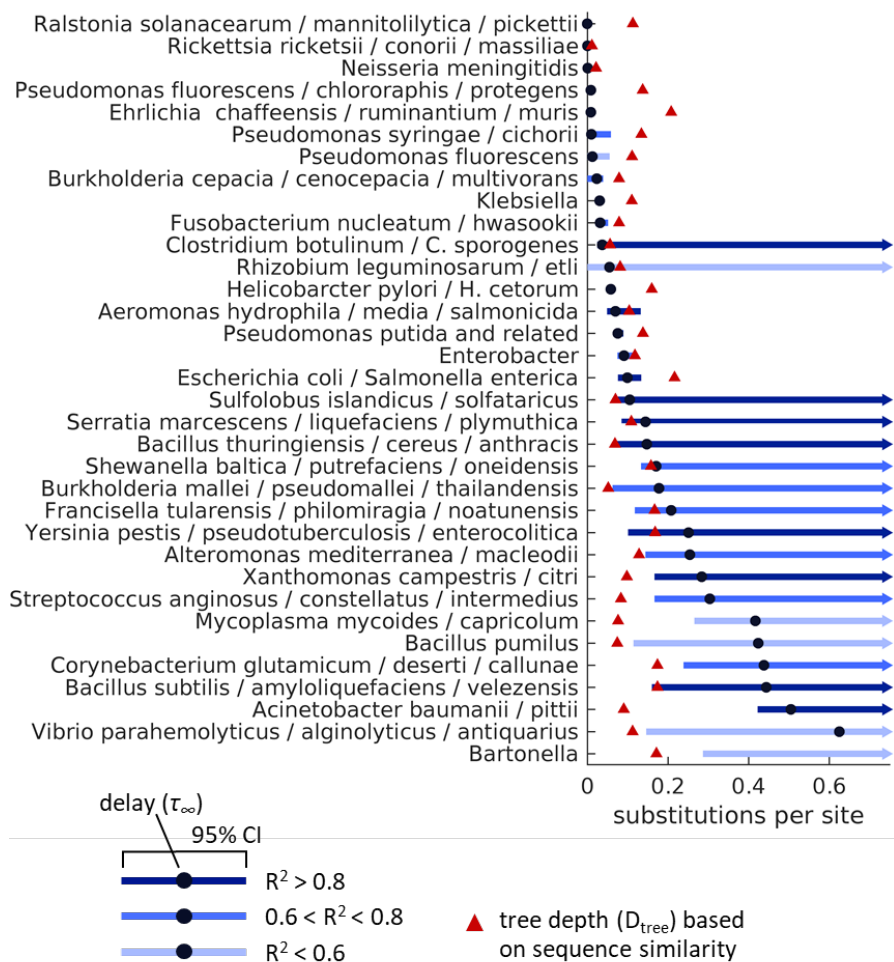 Ralstonia solanacearum / mannitolilytica / pickettii
Rickettsia ricketsii / conorii / massiliae
Neisseria meningitidis
Pseudomonas fluorescens / chlororaphis / protegens
Ehrlichia chaffeensis / ruminantium / muris
Pseudomonas syringae / cichorii
Pseudomonas fluorescens
Burkholderia cepacia / cenocepacia / multivorans
Klebsiella
Fusobacterium nucleatum / hwasookii
Clostridium botulinum / C. sporogenes
Rhizobium leguminosarum / etli
Helicobarcter pylori / H. cetorum
Aeromonas hydrophila / media / salmonicida
Pseudomonas putida and related
Enterobacter
Escherichia coli / Salmonella enterica
Sulfolobus islandicus / solfataricus
Serratia marcescens / liquefaciens / plymuthica
Bacillus thuringiensis / cereus / anthracis
Shewanella baltica / putrefaciens / oneidensis
Burkholderia mallei / pseudomallei / thailandensis
Francisella tularensis / philomiragia / noatunensis
Yersinia pestis / pseudotuberculosis / enterocolitica
Alteromonas mediterranea / macleodii
Xanthomonas campestris / citri
Streptococcus anginosus / constellatus / intermedius
Mycoplasma mycoides / capricolum
Bacillus pumilus
Corynebacterium glutamicum / deserti / callunae
Bacillus subtilis / amyloliquefaciens / velezensis
Acinetobacter baumanii / pittii
Vibrio parahemolyticus / alginolyticus / antiquarius
Bartonella
0 0.2 0.4 0.6
substitutions per site
delay (τ∞)
95% CI
R² > 0.8
0.6 < R² < 0.8
R² < 0.6
tree depth (D_tree) based
on sequence similarity